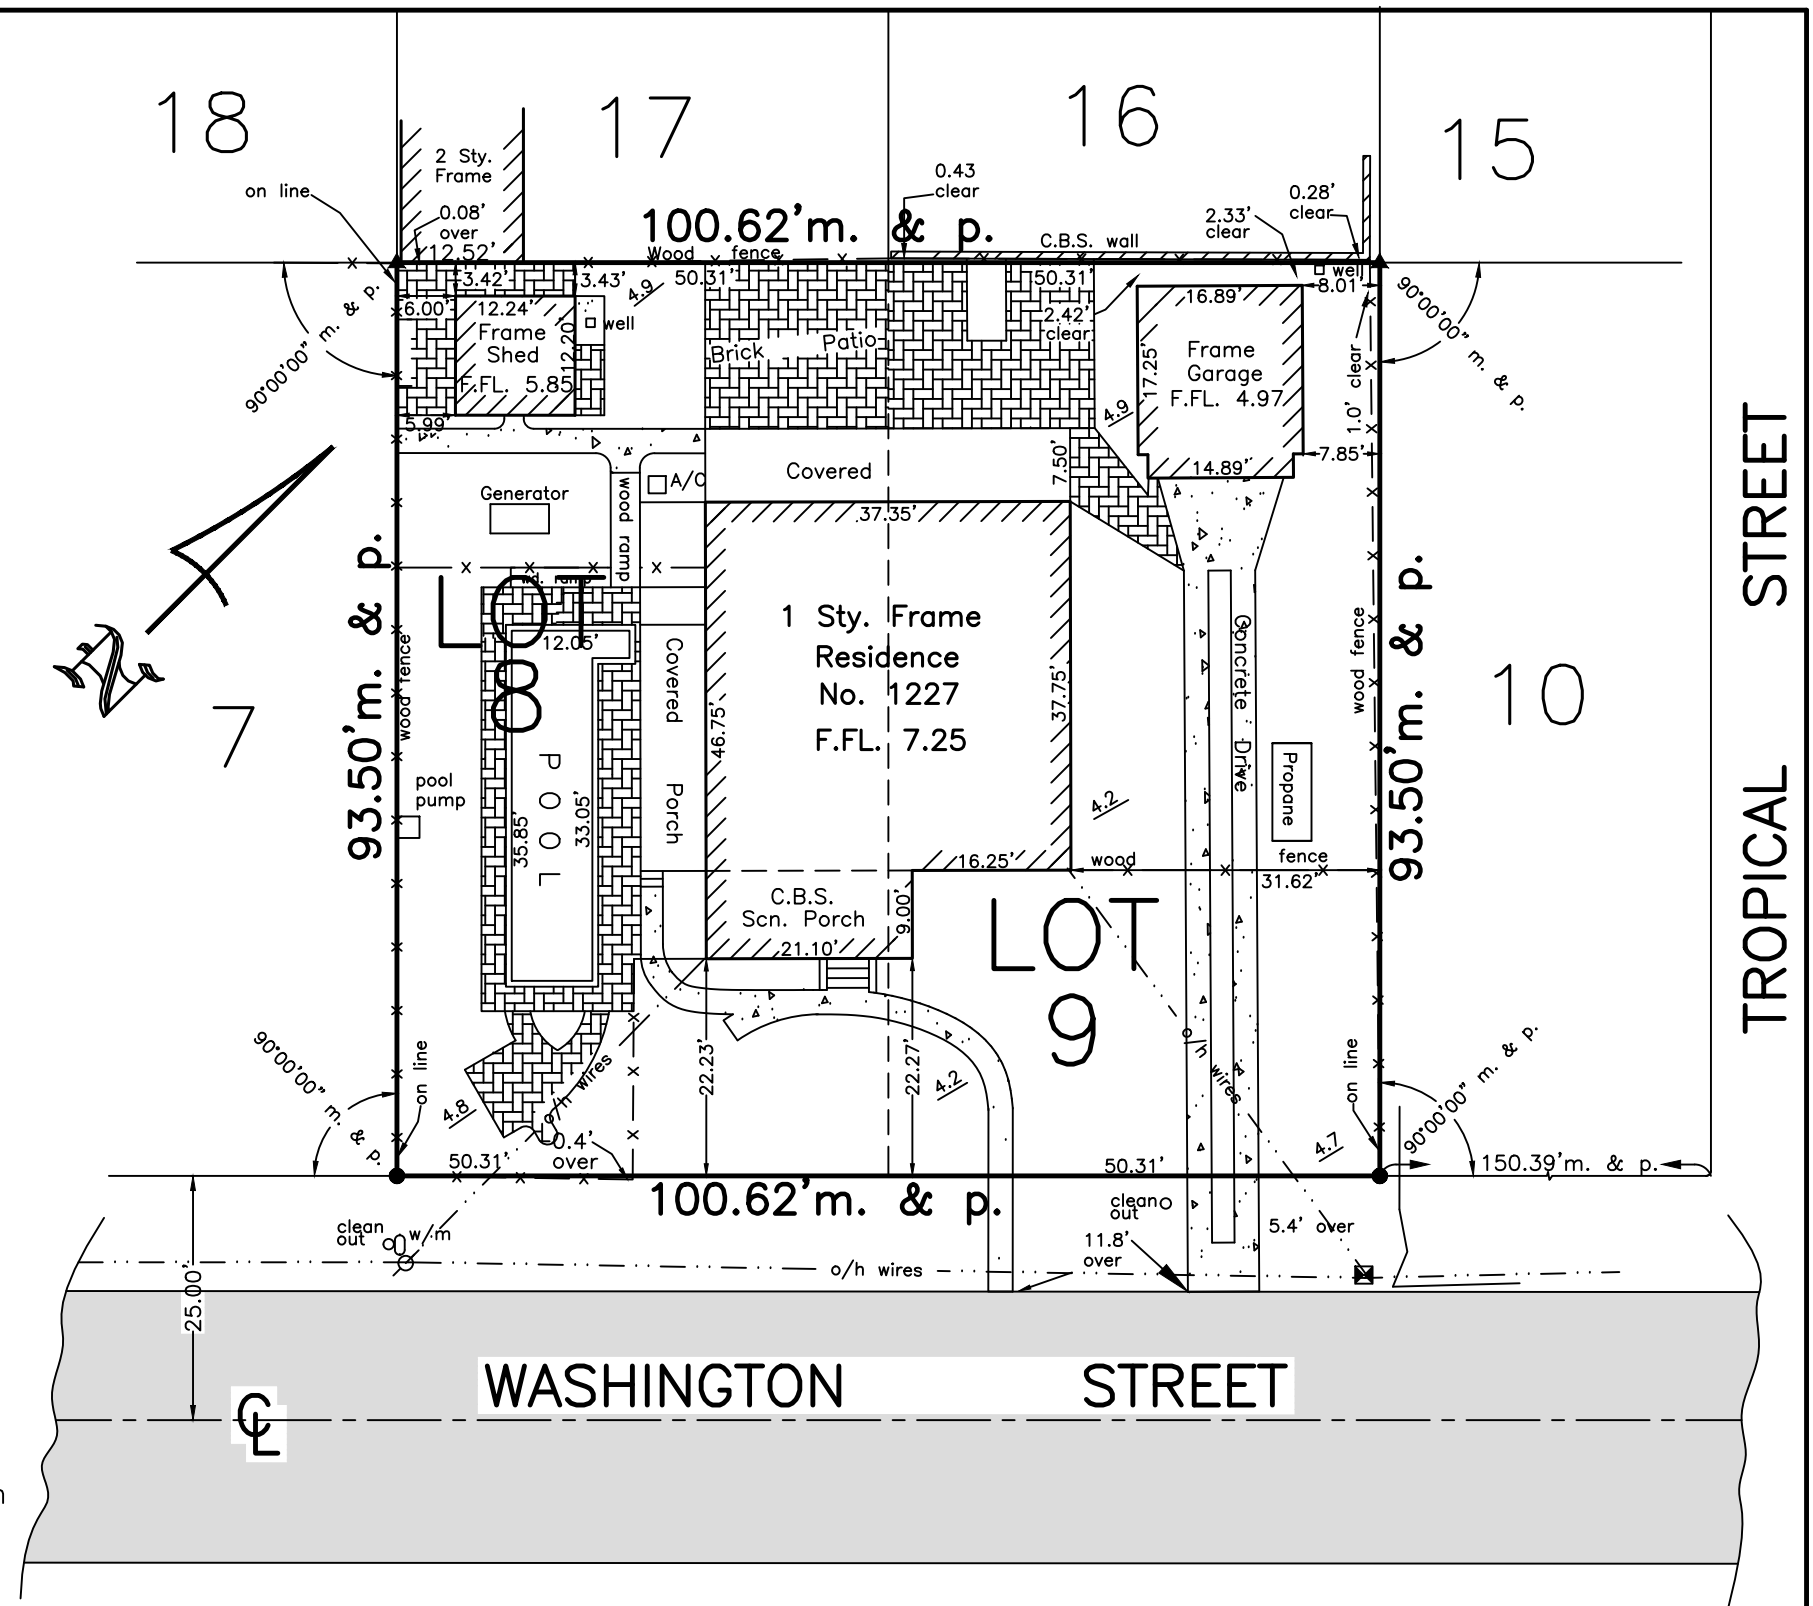 18
17
16
15
2 Sty.
Frame
on line
0.08'
over
12.52'
100.62'm. & p.
0.43
clear
C.B.S. wall
2.33'
clear
0.28'
clear
Wood fence
50.31'
50.31'
well
8.01'
3.42'
3.43'
4.9
6.00'
12.24'
Frame
Shed
F.FL. 5.85
12.20
well
5.99'
Brick Patio
2.42'
clear
16.89'
17.25'
Frame
Garage
F.FL. 4.97
14.89'
7.85'
1.0' clear
4.9
90°00'00" m. & p.
90°00'00" m. & p.
Generator
wood ramp
A/C
Covered
7.50'
37.35'
N
93.50'm. & p.
wood fence
7
LOT
8
wd. ramp
12.05'
POOL
35.85'
33.05'
pool
pump
Covered Porch
46.75'
1 Sty. Frame
Residence
No. 1227
F.FL. 7.25
37.75'
4.2
Concrete Drive
Propane
wood fence
93.50'm. & p.
10
TROPICAL STREET
16.25'
wood fence
31.62'
C.B.S.
Scn. Porch
9.00'
21.10'
LOT
9
22.23'
22.27'
4.2
o/h wires
o/h wires
90°00'00" m. & p.
on line
4.8
0.4'
over
50.31'
50.31'
on line
4.7
90°00'00" m. & p.
150.39'm. & p.
100.62'm. & p.
clean
out
w/m
clean
out
11.8'
over
5.4' over
o/h wires
25.00'
WASHINGTON STREET
CL